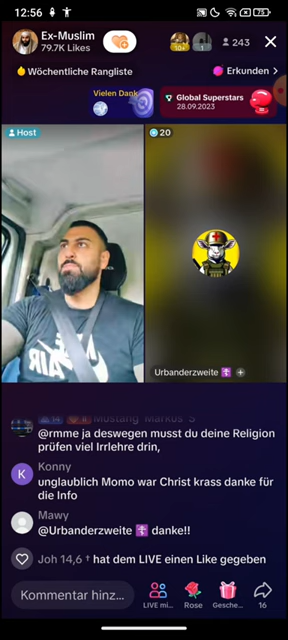 12:56
75
Ex-Muslim
79.7K Likes
243
Wöchentliche Rangliste
Erkunden >
Vielen Dank
Global Superstars
28.09.2023
Host
20
AIR
Urbanderzweite
Mustang Markus S
@rmme ja deswegen musst du deine Religion
prüfen viel Irrlehre drin,
K
Konny
unglaublich Momo war Christ krass danke für
die Info
Mawy
@Urbanderzweite danke!!
Joh 14,6 † hat dem LIVE einen Like gegeben
Kommentar hinz...
LIVE mi...
Rose
Gesche...
16